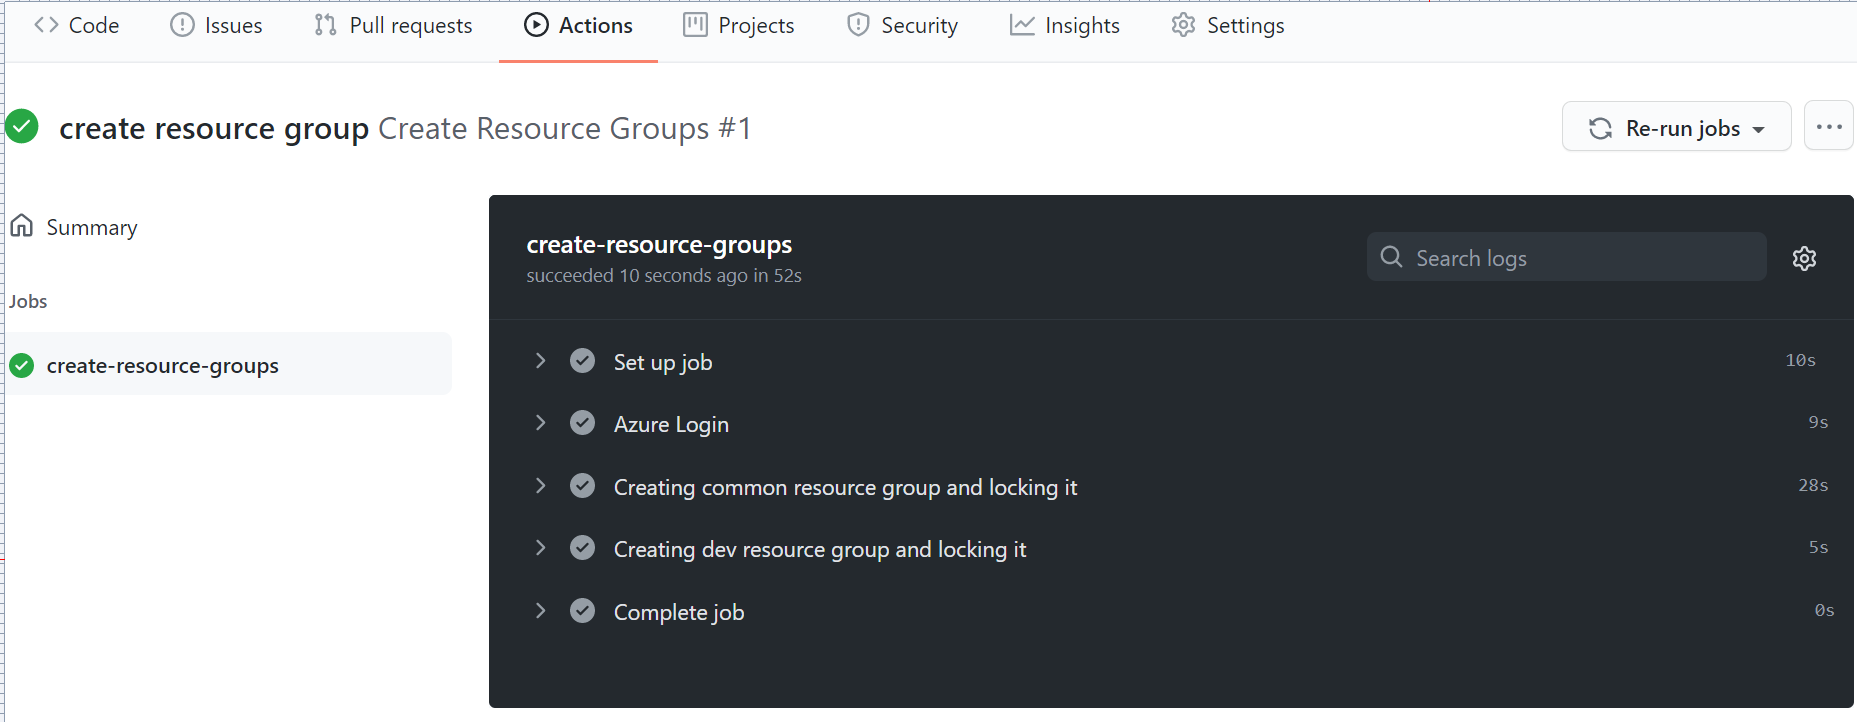 Code Issues Pull requests Actions Projects Security Insights Settings
create resource group Create Resource Groups #1
Re-run jobs
Summary
Jobs
create-resource-groups
create-resource-groups
succeeded 10 seconds ago in 52s
Search logs
Set up job 10s
Azure Login 9s
Creating common resource group and locking it 28s
Creating dev resource group and locking it 5s
Complete job 0s